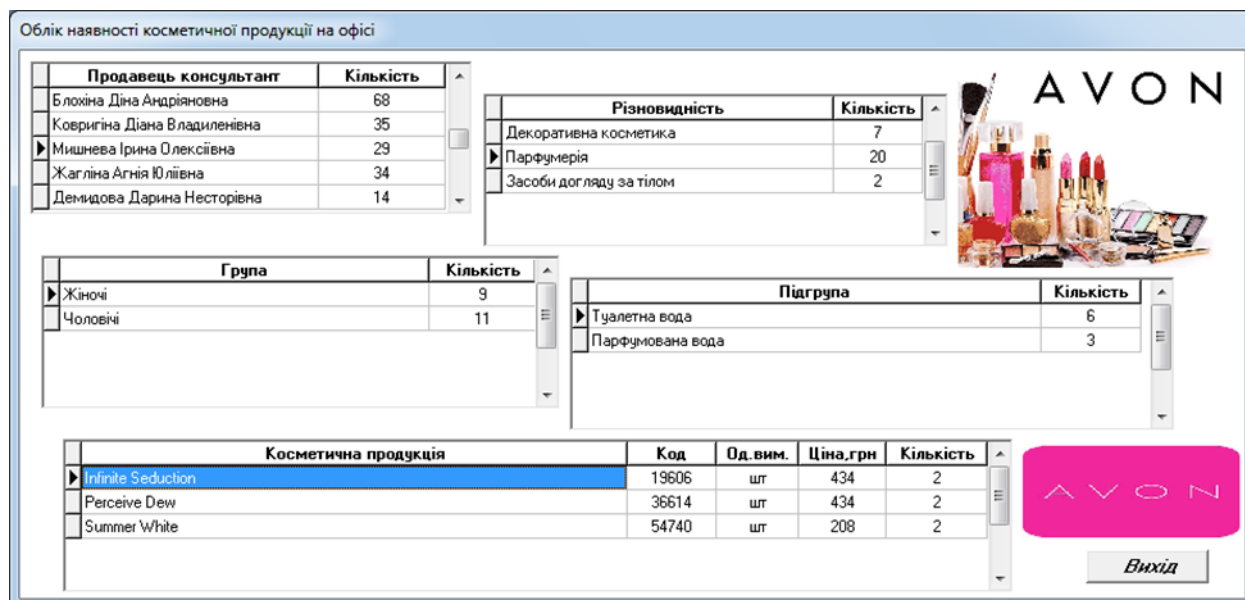 Облік наявності косметичної продукції на офісі
Продавець консультант Кількість
Блохіна Діна Андріяновна 68
Ковригіна Діана Владиленівна 35
Мишнева Ірина Олексіївна 29
Жагліна Агнія Юліївна 34
Демидова Дарина Несторівна 14
Різновидність Кількість
Декоративна косметика 7
Парфумерія 20
Засоби догляду за тілом 2
AVON
Група Кількість
Жіночі 9
Чоловічі 11
Підгрупа Кількість
Туалетна вода 6
Парфумована вода 3
Косметична продукція Код Од.вим. Ціна,грн Кількість
Infinite Seduction 19606 шт 434 2
Perceive Dew 36614 шт 434 2
Summer White 54740 шт 208 2
AVON
Вихід